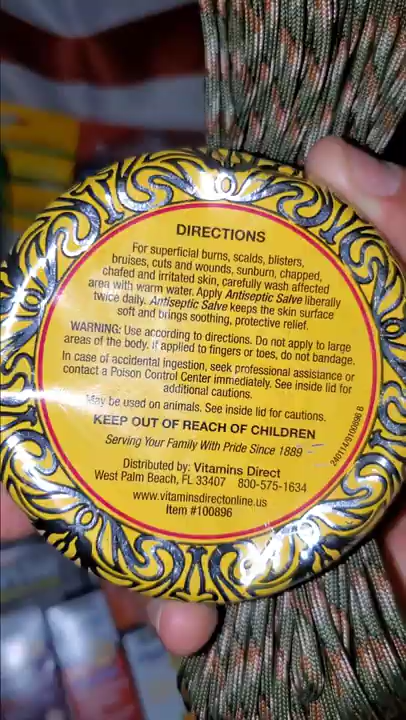 DIRECTIONS
For superficial burns, scalds, blisters,
bruises, cuts and wounds, sunburn, chapped,
chafed and irritated skin, carefully wash affected
area with warm water. Apply Antiseptic Salve liberally
twice daily. Antiseptic Salve keeps the skin surface
soft and brings soothing, protective relief.
WARNING: Use according to directions. Do not apply to large
areas of the body. If applied to fingers or toes, do not bandage.
In case of accidental ingestion, seek professional assistance or
contact a Poison Control Center immediately. See inside lid for
additional cautions.
May be used on animals. See inside lid for cautions.
KEEP OUT OF REACH OF CHILDREN
Serving Your Family With Pride Since 1889
Distributed by: Vitamins Direct
West Palm Beach, FL 33407 800-575-1634
www.vitaminsdirectonline.us
Item #100896
240114/9100896 B